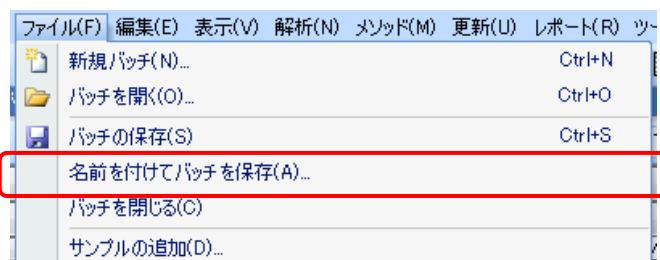 ファイル(F) 編集(E) 表示(V) 解析(N) メソッド(M) 更新(U) レポート(R) ツー
新規バッチ(N)... Ctrl+N
バッチを開く(O)... Ctrl+O
バッチの保存(S) Ctrl+S
名前を付けてバッチを保存(A)...
バッチを閉じる(C)
サンプルの追加(D)...